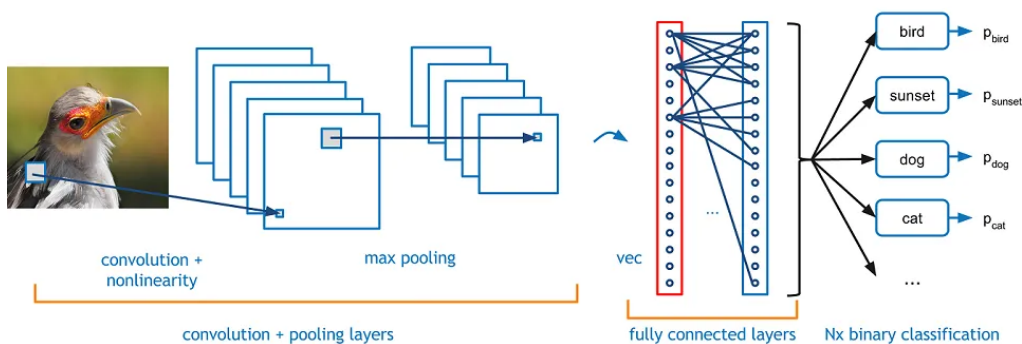 bird
p_bird
sunset
p_sunset
dog
p_dog
cat
p_cat
...
...
convolution +
nonlinearity
max pooling
vec
convolution + pooling layers
fully connected layers
Nx binary classification